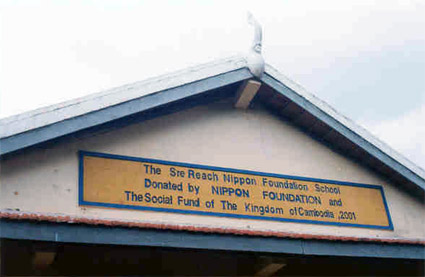 The Sre Reach Nippon Foundation School
Donated by NIPPON FOUNDATION and
The Social Fund of The Kingdom of Cambodia ,2001